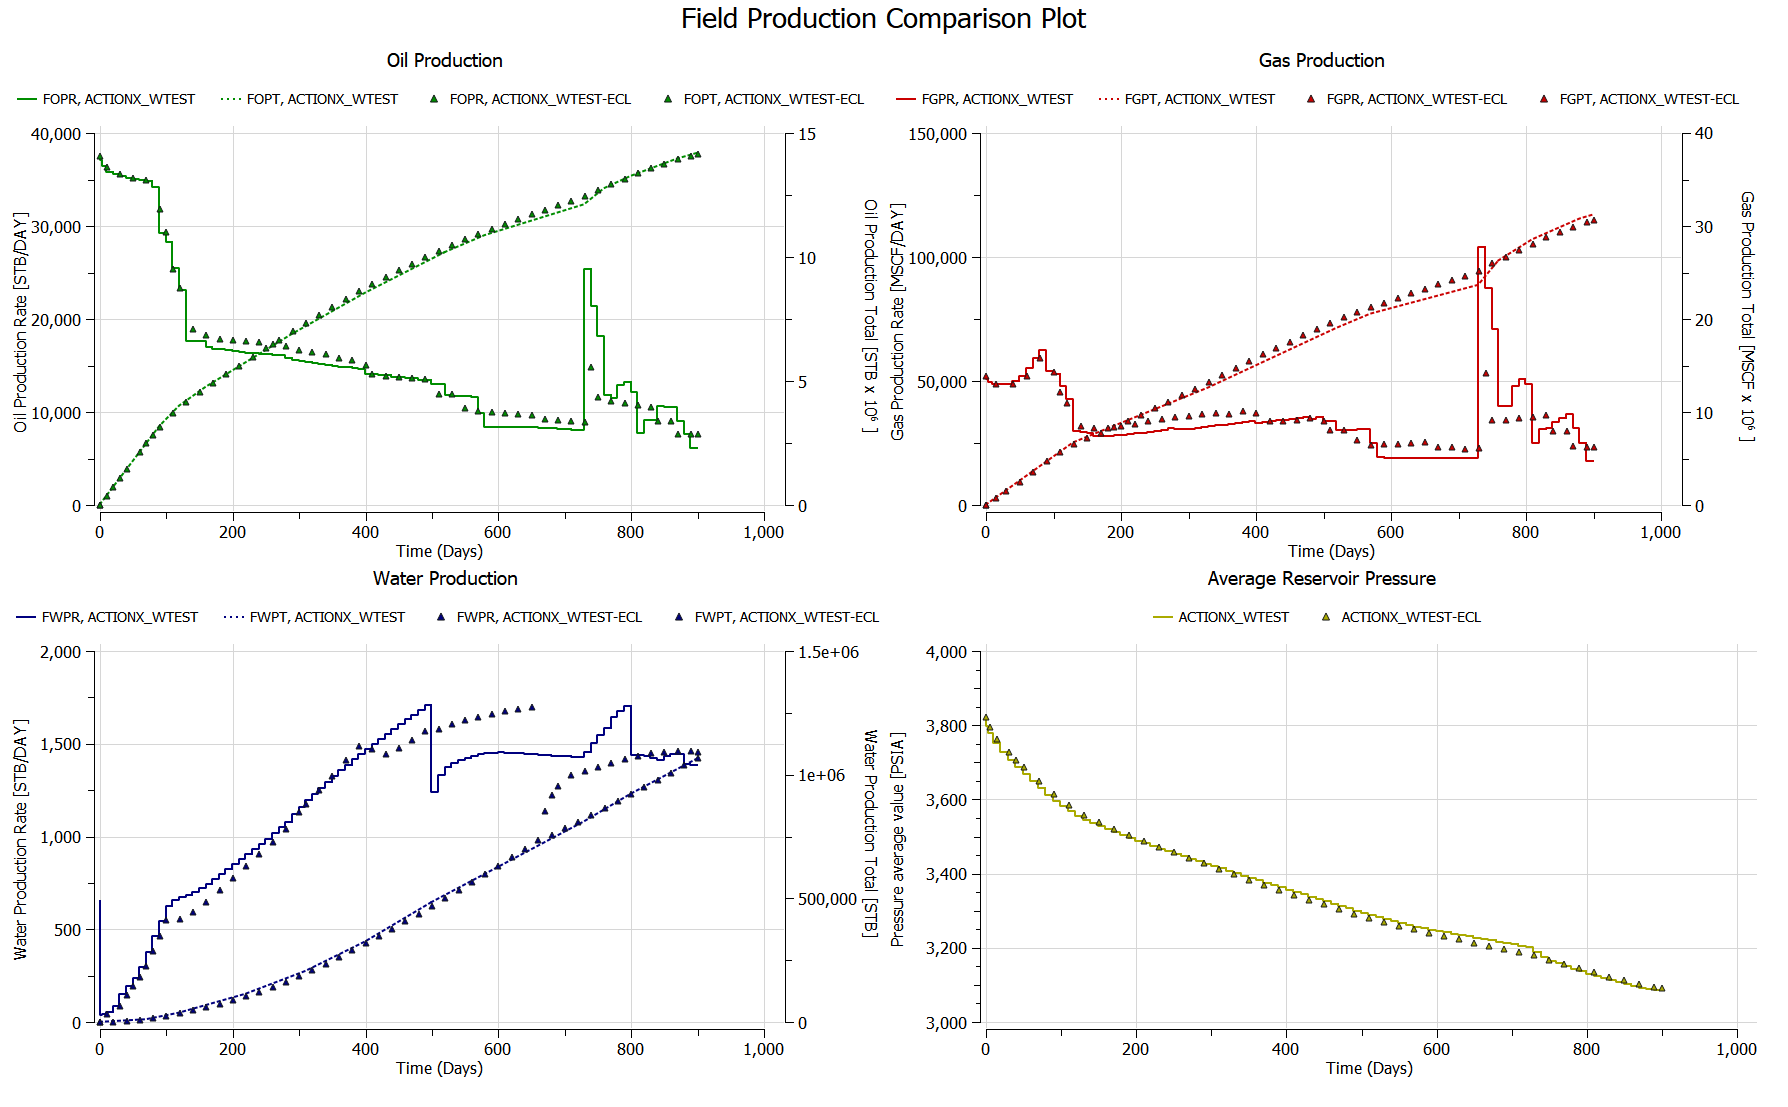 Field Production Comparison Plot
Oil Production
FOPR, ACTIONX_WTEST FOPT, ACTIONX_WTEST FOPR, ACTIONX_WTEST-ECL FOPT, ACTIONX_WTEST-ECL
40,000
30,000
20,000
10,000
0
Oil Production Rate [STB/DAY]
15
10
5
0
Oil Production Total [STB x 10⁶ ]
0 200 400 600 800 1,000
Time (Days)
Gas Production
FGPR, ACTIONX_WTEST FGPT, ACTIONX_WTEST FGPR, ACTIONX_WTEST-ECL FGPT, ACTIONX_WTEST-ECL
150,000
100,000
50,000
0
Gas Production Rate [MSCF/DAY]
40
30
20
10
0
Gas Production Total [MSCF x 10⁶ ]
0 200 400 600 800 1,000
Time (Days)
Water Production
FWPR, ACTIONX_WTEST FWPT, ACTIONX_WTEST FWPR, ACTIONX_WTEST-ECL FWPT, ACTIONX_WTEST-ECL
2,000
1,500
1,000
500
0
Water Production Rate [STB/DAY]
1.5e+06
1e+06
500,000
0
Water Production Total [STB]
0 200 400 600 800 1,000
Time (Days)
Average Reservoir Pressure
ACTIONX_WTEST ACTIONX_WTEST-ECL
4,000
3,800
3,600
3,400
3,200
3,000
Pressure average value [PSIA]
0 200 400 600 800 1,000
Time (Days)